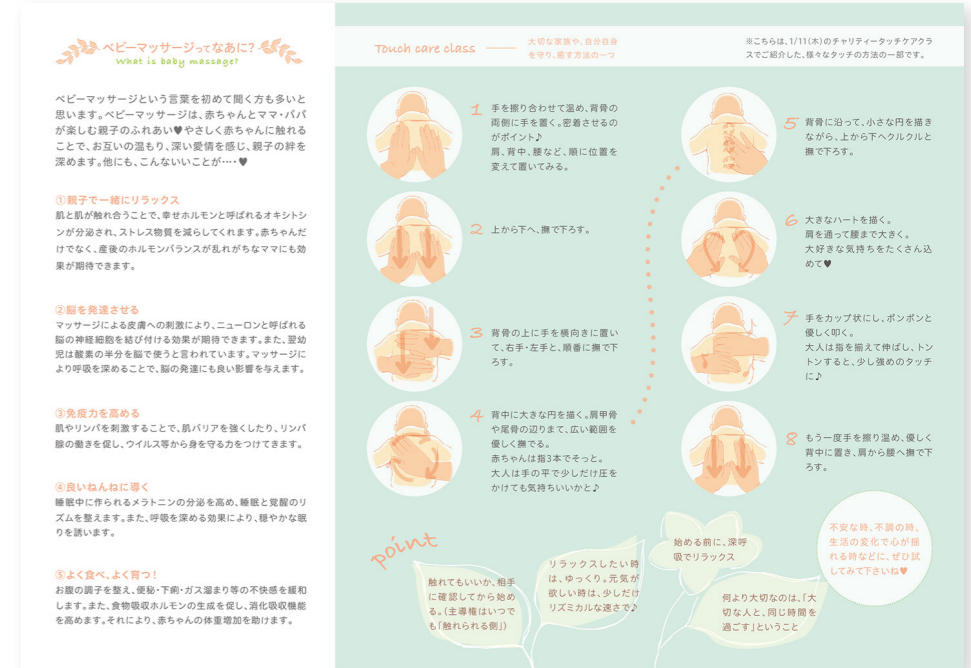 ベビーマッサージってなあに?
What is baby massage?
ベビーマッサージという言葉を初めて聞く方も多いと
思います。ベビーマッサージは、赤ちゃんとママ・パパ
が楽しむ親子のふれあい♥やさしく赤ちゃんに触れる
ことで、お互いの温もり、深い愛情を感じ、親子の絆を
深めます。他にも、こんないいことが‥‥♥
①親子で一緒にリラックス
肌と肌が触れ合うことで、幸せホルモンと呼ばれるオキシトシ
ンが分泌され、ストレス物質を減らしてくれます。赤ちゃんだ
けでなく、産後のホルモンバランスが乱れがちなママにも効
果が期待できます。
②脳を発達させる
マッサージによる皮膚への刺激により、ニューロンと呼ばれる
脳の神経細胞を結び付ける効果が期待できます。また、翌幼
児は酸素の半分を脳で使うと言われています。マッサージに
より呼吸を深めることで、脳の発達にも良い影響を与えます。
③免疫力を高める
肌やリンパを刺激することで、肌バリアを強くしたり、リンパ
腺の働きを促し、ウイルス等から身を守る力をつけてきます。
④良いねんねに導く
睡眠中に作られるメラトニンの分泌を高め、睡眠と覚醒のリ
ズムを整えます。また、呼吸を深める効果により、穏やかな眠
りを誘います。
⑤よく食べ、よく育つ!
お腹の調子を整え、便秘・下痢・ガス溜まり等の不快感を緩和
します。また、食物吸収ホルモンの生成を促し、消化吸収機能
を高めます。それにより、赤ちゃんの体重増加を助けます。
Touch care class
大切な家族や、自分自身
を守り、癒す方法の一つ
※こちらは、1/11(木)のチャリティータッチケアクラ
スでご紹介した、様々なタッチの方法の一部です。
1 手を擦り合わせて温め、背骨の
両側に手を置く。密着させるの
がポイント♪
肩、背中、腰など、順に位置を
変えて置いてみる。
2 上から下へ、撫で下ろす。
3 背骨の上に手を横向きに置い
て、右手・左手と、順番に撫で下
ろす。
4 背中に大きな円を描く。肩甲骨
や尾骨の辺りまで、広い範囲を
優しく撫でる。
赤ちゃんは指3本でそっと。
大人は手の平で少しだけ圧を
かけても気持ちいいかと♪
5 背骨に沿って、小さな円を描き
ながら、上から下へクルクルと
撫で下ろす。
6 大きなハートを描く。
肩を通って腰まで大きく。
大好きな気持ちをたくさん込
めて♥
7 手をカップ状にし、ポンポンと
優しく叩く。
大人は指を揃えて伸ばし、トン
トンすると、少し強めのタッチ
に♪
8 もう一度手を擦り温め、優しく
背中に置き、肩から腰へ撫で下
ろす。
point
触れてもいいか、相手
に確認してから始め
る。(主導権はいつで
も「触れられる側」)
リラックスしたい時
は、ゆっくり。元気が
欲しい時は、少しだけ
リズミカルな速さで♪
始める前に、深呼
吸でリラックス
何より大切なのは、「大
切な人と、同じ時間を
過ごす」ということ
不安な時、不調の時、
生活の変化で心が揺
れる時などに、ぜひ試
してみて下さいね♥